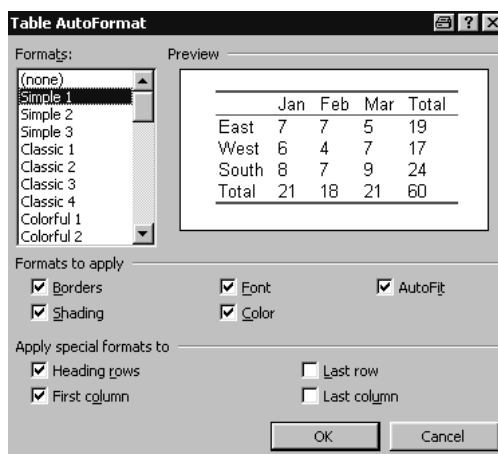 Table AutoFormat
Formats: Preview
(none)
Simple 1
Simple 2
Simple 3
Classic 1
Classic 2
Classic 3
Classic 4
Colorful 1
Colorful 2
Jan Feb Mar Total
East 7 7 5 19
West 6 4 7 17
South 8 7 9 24
Total 21 18 21 60
Formats to apply
Borders Font AutoFit
Shading Color
Apply special formats to
Heading rows Last row
First column Last column
OK Cancel